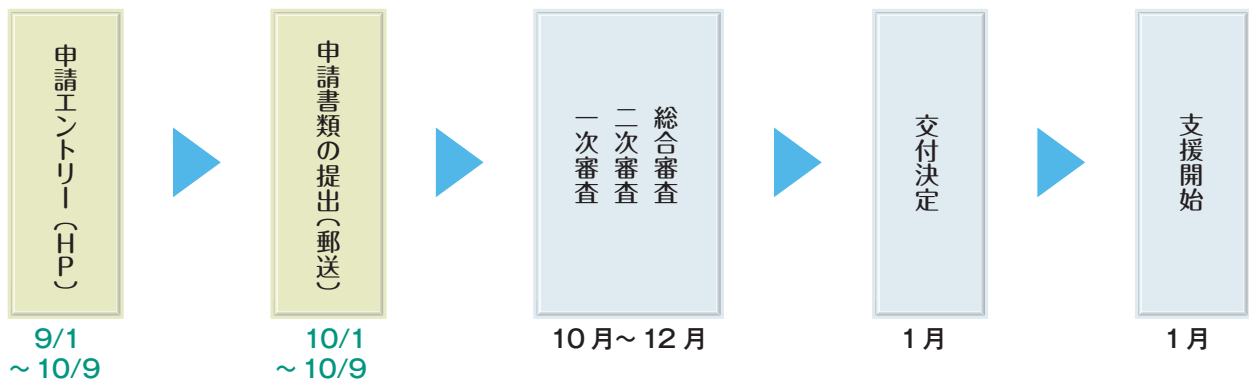 申請エントリー（HP）
9/1
～10/9
申請書類の提出（郵送）
10/1
～10/9
総合審査
二次審査
一次審査
10月～12月
交付決定
1月
支援開始
1月